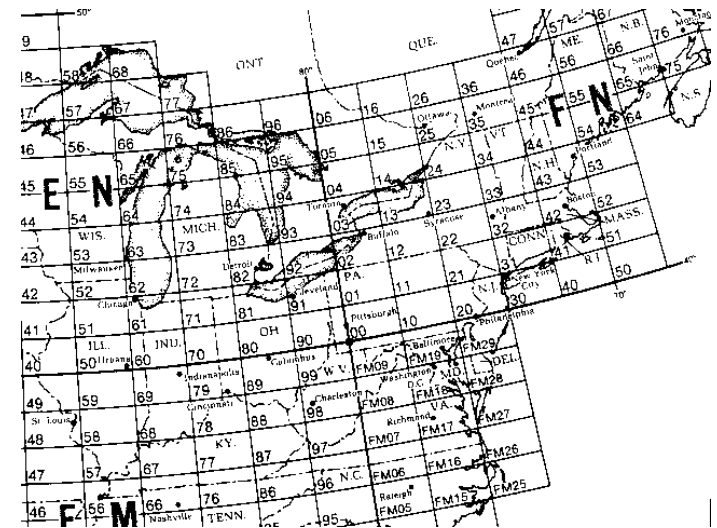 50°
ONT
QUE.
80°
Quebec
47
57
ME.
67
N.B.
76
9
48
58
68
26
36
46
56
66
Saint John
75
47
57
67
77
06
16
Ottawa
Montreal
45
55
65
N.S
F N
86
96
25
35
VT
54
64
46
56
66
76
05
15
N.Y
34
44
N.H.
Portland
53
E N
45
55
65
75
85
95
04
14
24
33
43
Toronto
Syracuse
Albany
Boston
52
MASS.
44
WIS.
64
74
MICH.
84
94
03
13
23
32
42
CONN
51
R I
54
43
53
Milwaukee
63
73
83
93
Buffalo
02
12
22
31
41
New York City
50
42
52
62
72
Detroit
82
92
Cleveland
PA.
01
11
21
N.J.
30
40
70°
Chicago
41
51
61
71
81
91
Pittsburgh
00
10
20
Philadelphia
ILL.
IND.
OH
40
50
Urbana
60
70
80
90
Columbus
W V.
FM09
Baltimore
FM19
FM29
DEL.
Indianapolis
49
59
69
79
89
99
Charleston
FM08
Washington D.C
MD.
FM18
FM28
St Louis
Cincinnati
48
58
68
78
88
98
Richmond
VA.
FM07
FM17
FM27
KY.
47
57
67
77
87
97
N.C.
FM06
FM16
FM26
46
56
66
76
86
96
Raleigh
FM05
FM15
FM25
M
Nashville
TENN.
95